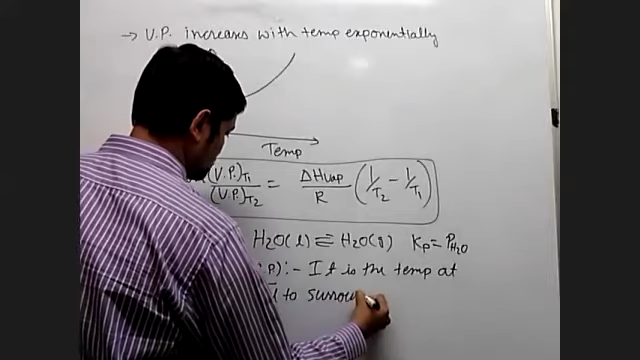 → V.P. increases with temp exponentially
Temp
(V.P.)T1 / (V.P.)T2 = ΔHvap / R (1/T2 - 1/T1)
H2O(l) ⇌ H2O(g) Kp = PH2O
P) :- It is the temp at
to surrou